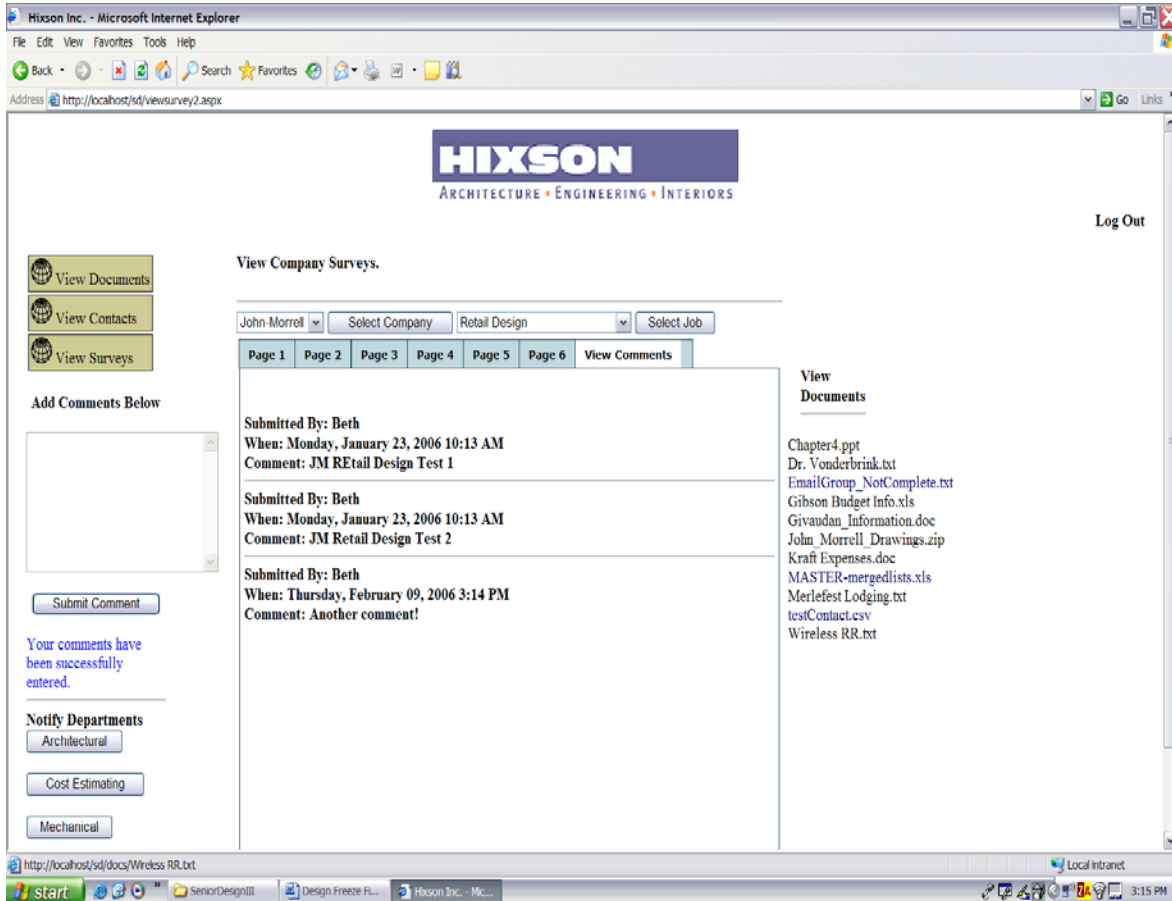 Hixson Inc. - Microsoft Internet Explorer
File Edit View Favorites Tools Help
Back Search Favorites
Address http://localhost/sd/viewsurvey2.aspx Go Links
HIXSON
ARCHITECTURE • ENGINEERING • INTERIORS
Log Out
View Documents
View Contacts
View Surveys
Add Comments Below
Submit Comment
Your comments have
been successfully
entered.
Notify Departments
Architectural
Cost Estimating
Mechanical
View Company Surveys.
John-Morrell Select Company Retail Design Select Job
Page 1 Page 2 Page 3 Page 4 Page 5 Page 6 View Comments
Submitted By: Beth
When: Monday, January 23, 2006 10:13 AM
Comment: JM REtail Design Test 1
Submitted By: Beth
When: Monday, January 23, 2006 10:13 AM
Comment: JM Retail Design Test 2
Submitted By: Beth
When: Thursday, February 09, 2006 3:14 PM
Comment: Another comment!
View
Documents
Chapter4.ppt
Dr. Vonderbrink.txt
EmailGroup_NotComplete.txt
Gibson Budget Info.xls
Givaudan_Information.doc
John_Morrell_Drawings.zip
Kraft Expenses.doc
MASTER-mergedlists.xls
Merlefest Lodging.txt
testContact.csv
Wireless RR.txt
http://localhost/sd/docs/Wireless RR.txt Local intranet
start SeniorDesignIII Design Freeze Fi... Hixson Inc. - Mic... 3:15 PM